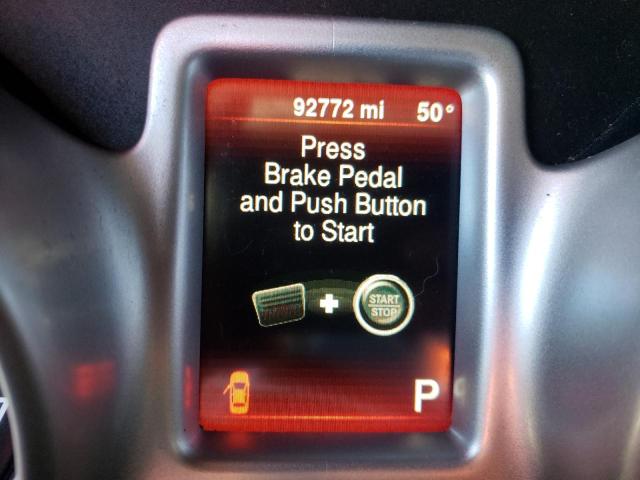 92772 mi 50°
Press
Brake Pedal
and Push Button
to Start
START
STOP
P